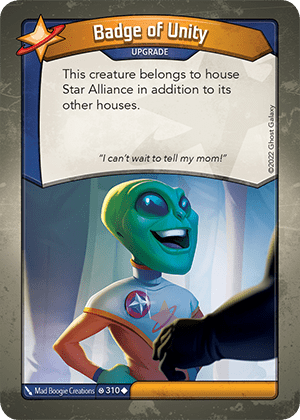 Badge of Unity
UPGRADE
This creature belongs to house
Star Alliance in addition to its
other houses.
“I can’t wait to tell my mom!”
©2022 Ghost Galaxy
Mad Boogie Creations
310